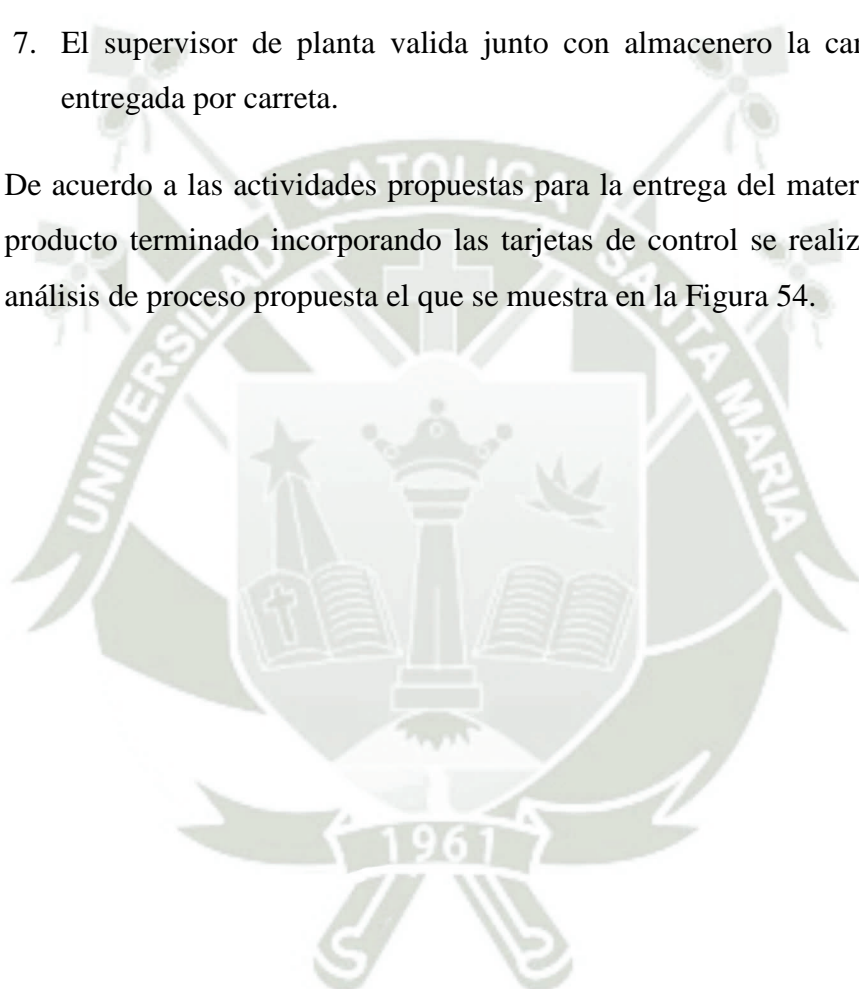 7. El supervisor de planta valida junto con almacenero la car
entregada por carreta.
De acuerdo a las actividades propuestas para la entrega del mater
producto terminado incorporando las tarjetas de control se realiz
análisis de proceso propuesta el que se muestra en la Figura 54.
UNIVERSIDAD CATOLICA SANTA MARIA
1961